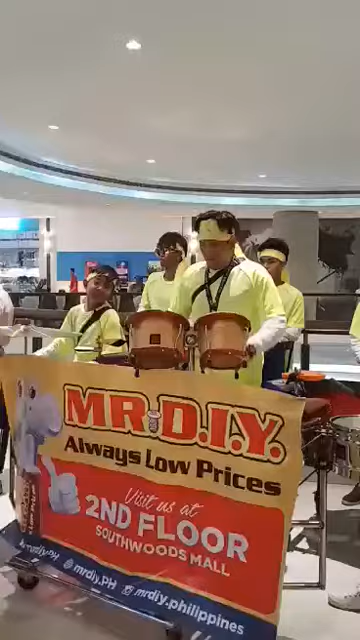 MR.D.I.Y.
Always Low Prices
Visit us at
2ND FLOOR
SOUTHWOODS MALL
mrdiy.PH
mrdiy.philippines